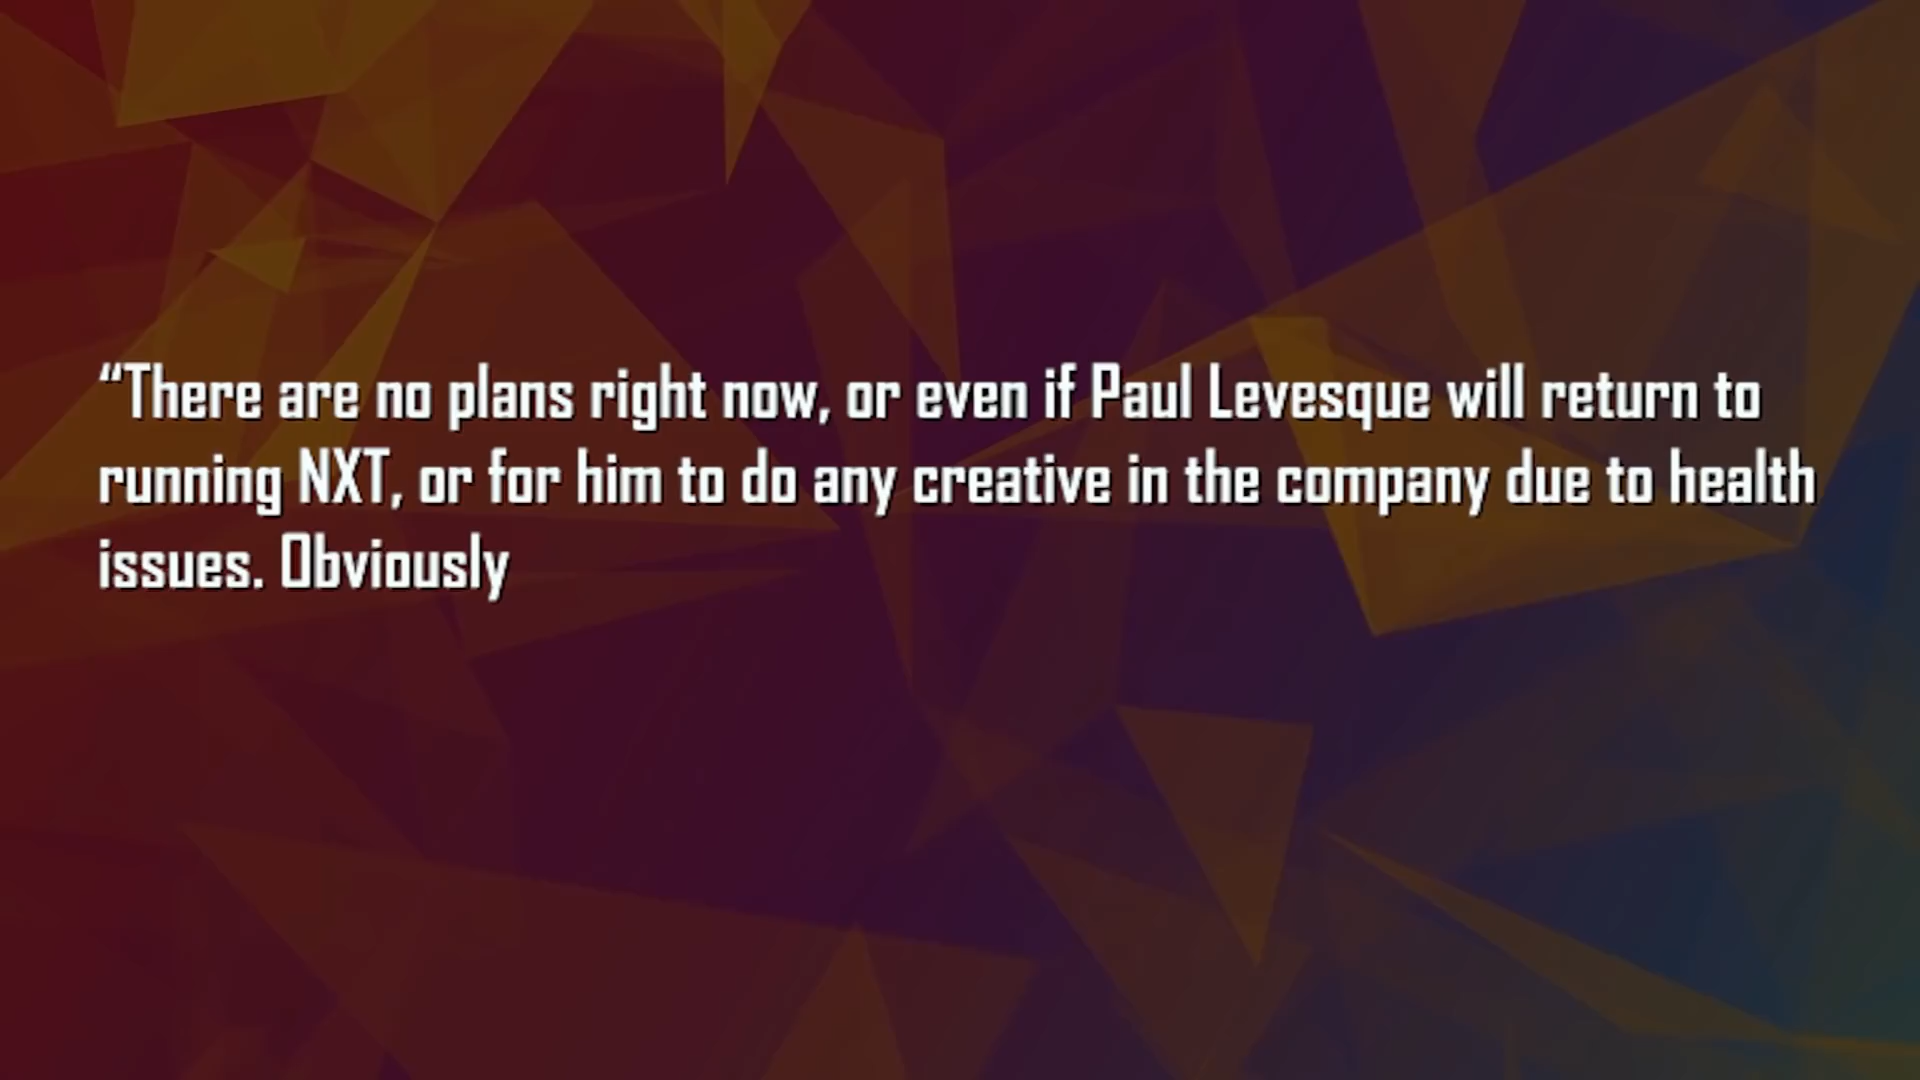 “There are no plans right now, or even if Paul Levesque will return to
running NXT, or for him to do any creative in the company due to health
issues. Obviously